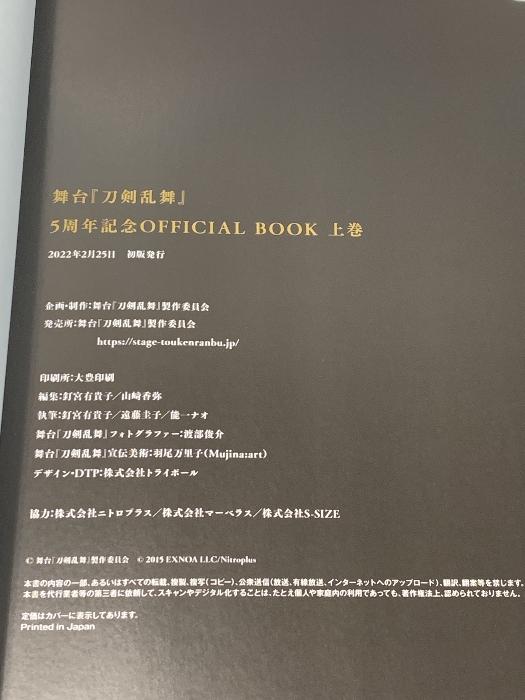 舞台『刀剣乱舞』
5周年記念OFFICIAL BOOK 上巻
2022年2月25日　初版発行
企画・制作：舞台『刀剣乱舞』製作委員会
発売所：舞台『刀剣乱舞』製作委員会
https://stage-toukenranbu.jp/
印刷所：大豊印刷
編集：釘宮有貴子／山﨑香弥
執筆：釘宮有貴子／遠藤圭子／能一ナオ
舞台『刀剣乱舞』フォトグラファー：渡部俊介
舞台『刀剣乱舞』宣伝美術：羽尾万里子（Mujina:art）
デザイン・DTP：株式会社トライボール
協力：株式会社ニトロプラス／株式会社マーベラス／株式会社S-SIZE
© 舞台『刀剣乱舞』製作委員会　© 2015 EXNOA LLC/Nitroplus
本書の内容の一部、あるいはすべての転載、複製、複写（コピー）、公衆送信（放送、有線放送、インターネットへのアップロード）、翻訳、翻案等を禁じます。
本書を代行業者等の第三者に依頼して、スキャンやデジタル化することは、たとえ個人や家庭内の利用であっても、著作権法上、認められておりません。
定価はカバーに表示してあります。
Printed in Japan